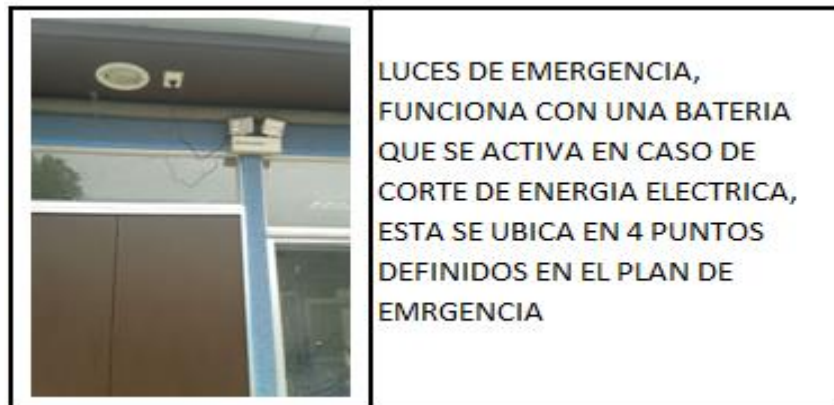 LUCES DE EMERGENCIA,
FUNCIONA CON UNA BATERIA
QUE SE ACTIVA EN CASO DE
CORTE DE ENERGIA ELECTRICA,
ESTA SE UBICA EN 4 PUNTOS
DEFINIDOS EN EL PLAN DE
EMRGENCIA